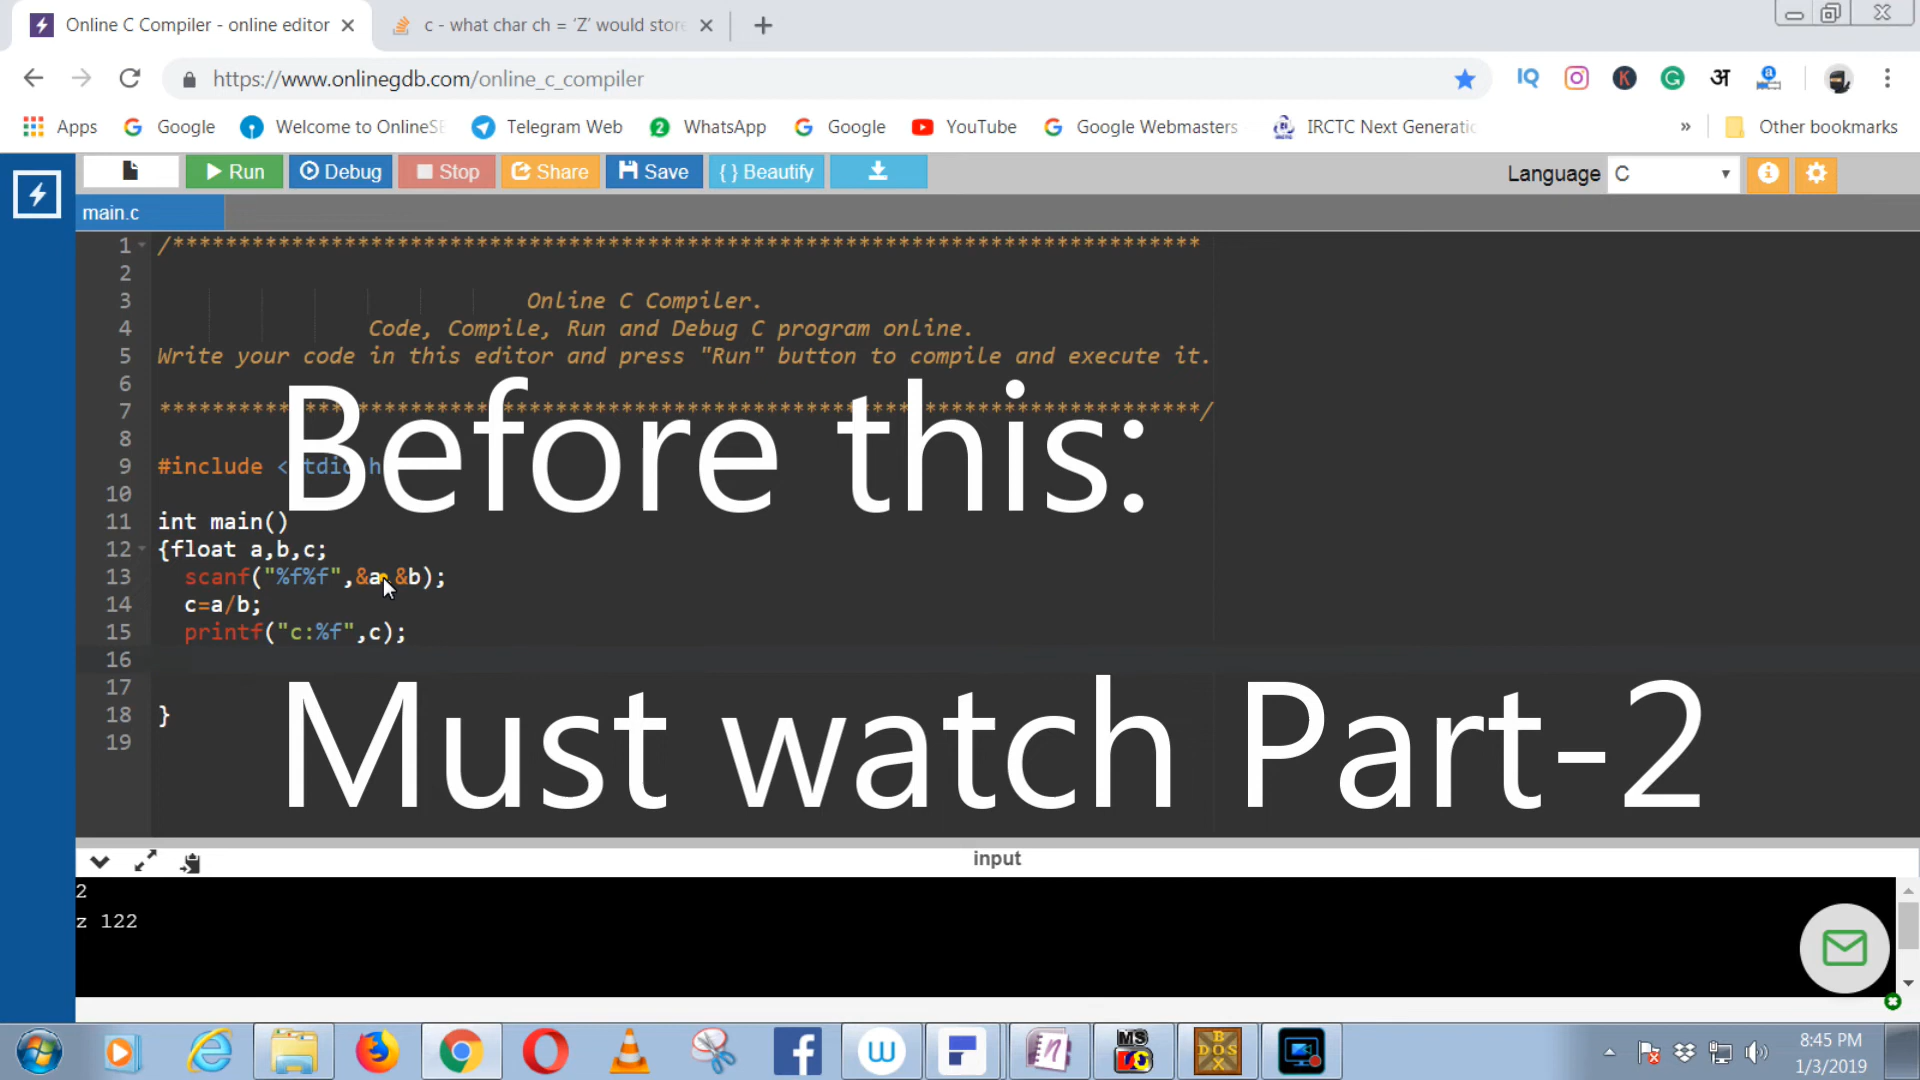 Online C Compiler - online editor
c - what char ch = 'Z' would store
https://www.onlinegdb.com/online_c_compiler
Apps Google Welcome to OnlineSB Telegram Web WhatsApp Google YouTube Google Webmasters IRCTC Next Generatic » Other bookmarks
Run Debug Stop Share Save { } Beautify Language C
main.c
1 /******************************************************************************
2
3 Online C Compiler.
4 Code, Compile, Run and Debug C program online.
5 Write your code in this editor and press "Run" button to compile and execute it.
6
Before this:
7 *******************************************************************************/
8
9 #include <stdio.h
10
11 int main()
12 {float a,b,c;
13 scanf("%f%f",&a,&b);
14 c=a/b;
15 printf("c:%f",c);
16
17
Must watch Part-2
18 }
19
input
2
z 122
8:45 PM
1/3/2019